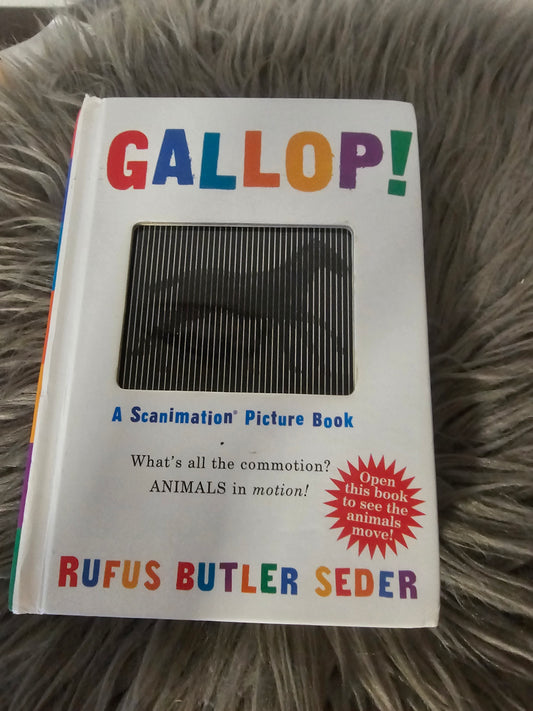 GALLOP!
A Scanimation® Picture Book
What's all the commotion?
ANIMALS in motion!
Open
this book
to see the
animals
move!
RUFUS BUTLER SEDER